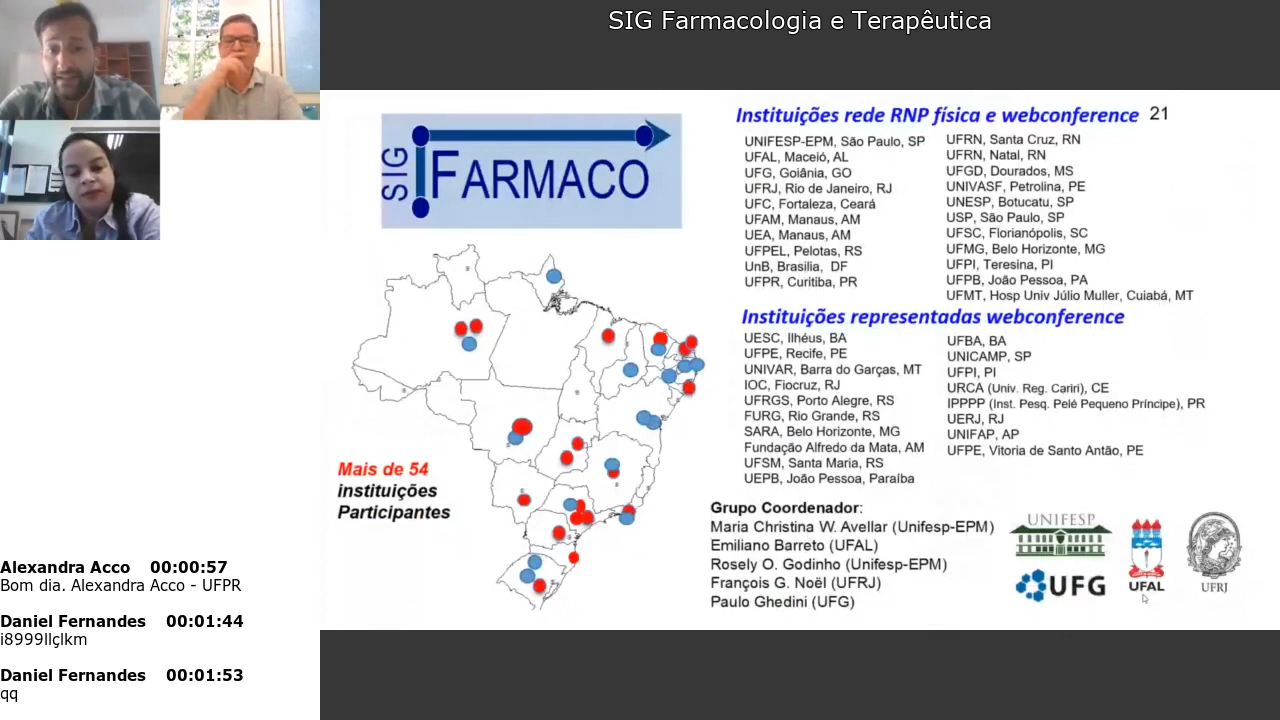 SIG Farmacologia e Terapêutica
SIG
FARMACO
Mais de 54
instituições
Participantes
Instituições rede RNP física e webconference 21
UNIFESP-EPM, São Paulo, SP
UFAL, Maceió, AL
UFG, Goiânia, GO
UFRJ, Rio de Janeiro, RJ
UFC, Fortaleza, Ceará
UFAM, Manaus, AM
UEA, Manaus, AM
UFPEL, Pelotas, RS
UnB, Brasilia, DF
UFPR, Curitiba, PR
UFRN, Santa Cruz, RN
UFRN, Natal, RN
UFGD, Dourados, MS
UNIVASF, Petrolina, PE
UNESP, Botucatu, SP
USP, São Paulo, SP
UFSC, Florianópolis, SC
UFMG, Belo Horizonte, MG
UFPI, Teresina, PI
UFPB, João Pessoa, PA
UFMT, Hosp Univ Júlio Muller, Cuiabá, MT
Instituições representadas webconference
UESC, Ilhéus, BA
UFPE, Recife, PE
UNIVAR, Barra do Garças, MT
IOC, Fiocruz, RJ
UFRGS, Porto Alegre, RS
FURG, Rio Grande, RS
SARA, Belo Horizonte, MG
Fundação Alfredo da Mata, AM
UFSM, Santa Maria, RS
UEPB, João Pessoa, Paraíba
UFBA, BA
UNICAMP, SP
UFPI, PI
URCA (Univ. Reg. Cariri), CE
IPPPP (Inst. Pesq. Pelé Pequeno Príncipe), PR
UERJ, RJ
UNIFAP, AP
UFPE, Vitoria de Santo Antão, PE
Grupo Coordenador:
Maria Christina W. Avellar (Unifesp-EPM)
Emiliano Barreto (UFAL)
Rosely O. Godinho (Unifesp-EPM)
François G. Noël (UFRJ)
Paulo Ghedini (UFG)
UNIFESP
UFG
UFAL
UFRJ
Alexandra Acco 00:00:57
Bom dia. Alexandra Acco - UFPR
Daniel Fernandes 00:01:44
i8999llçlkm
Daniel Fernandes 00:01:53
qq